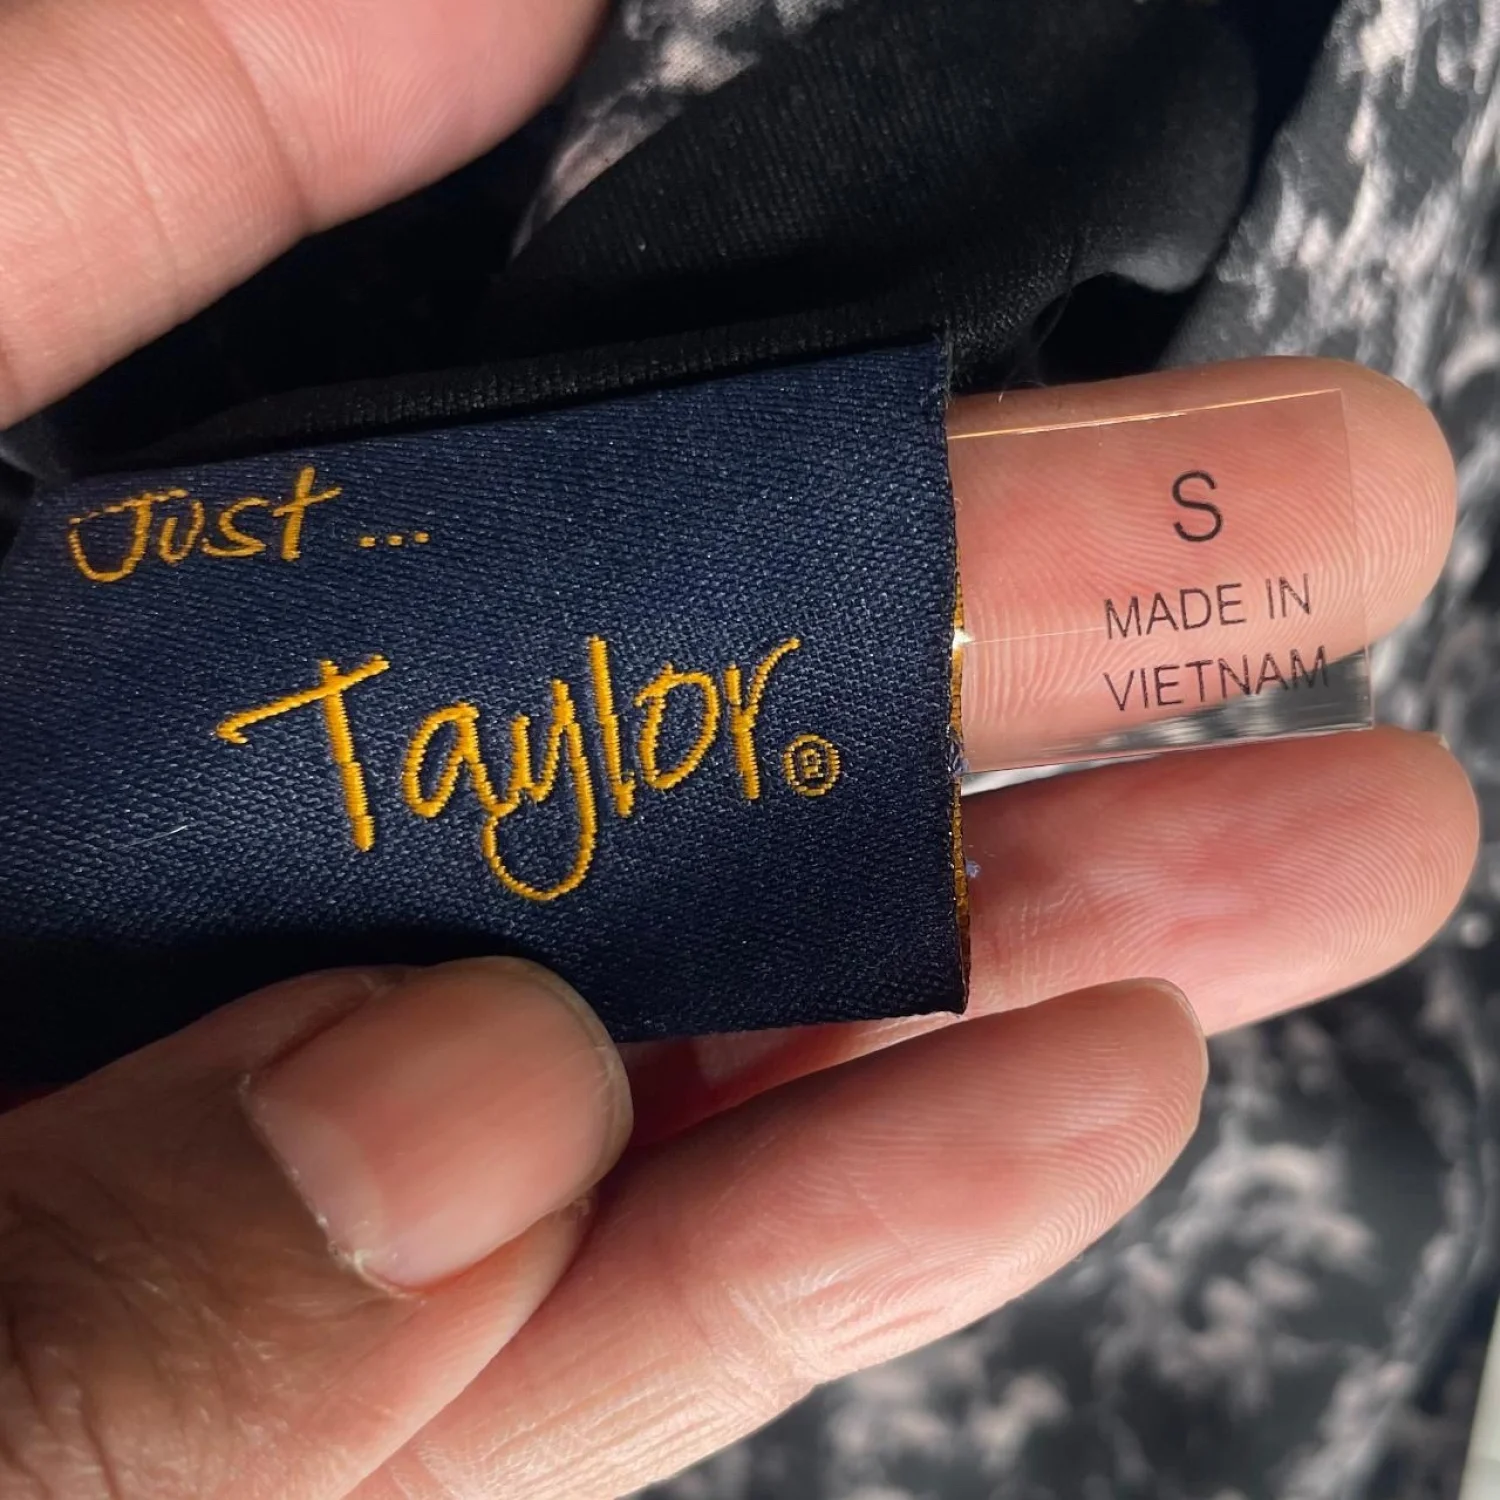 Just ...
Taylor®
S
MADE IN
VIETNAM